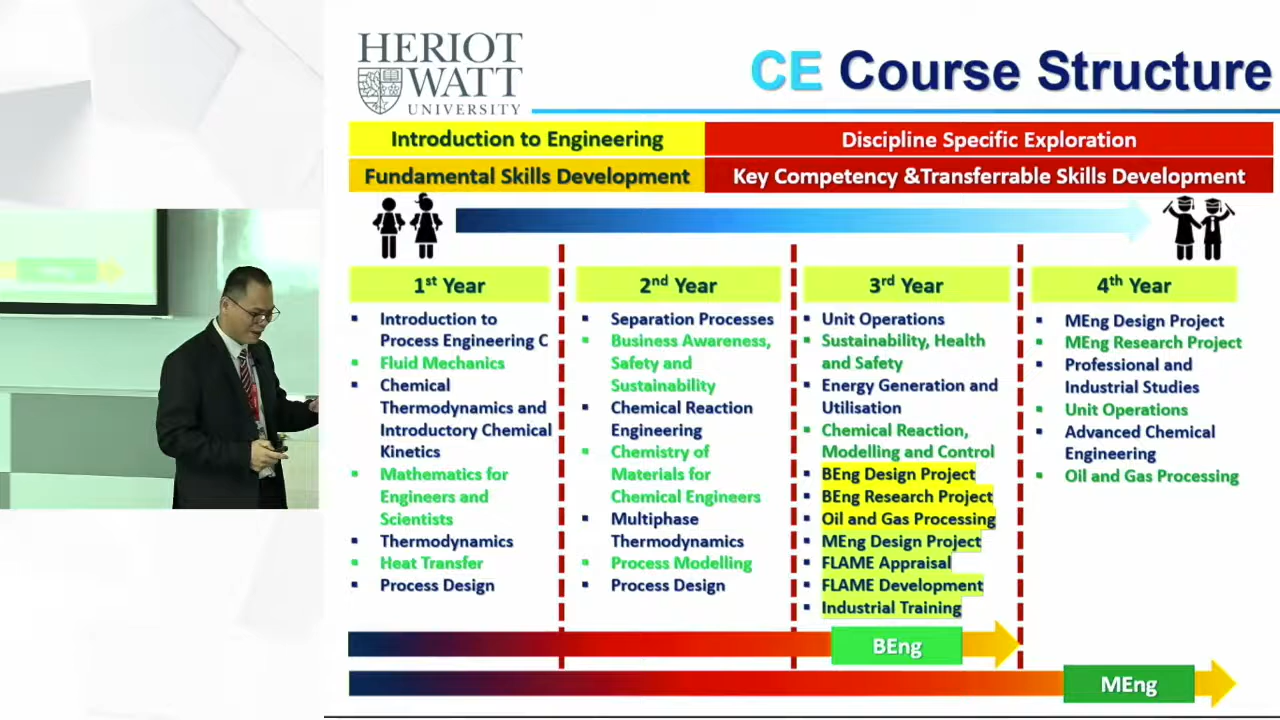 HERIOT
WATT
UNIVERSITY
CE Course Structure
Introduction to Engineering
Discipline Specific Exploration
Fundamental Skills Development
Key Competency &Transferrable Skills Development
1st Year
Introduction to
Process Engineering C
Fluid Mechanics
Chemical
Thermodynamics and
Introductory Chemical
Kinetics
Mathematics for
Engineers and
Scientists
Thermodynamics
Heat Transfer
Process Design
2nd Year
Separation Processes
Business Awareness,
Safety and
Sustainability
Chemical Reaction
Engineering
Chemistry of
Materials for
Chemical Engineers
Multiphase
Thermodynamics
Process Modelling
Process Design
3rd Year
Unit Operations
Sustainability, Health
and Safety
Energy Generation and
Utilisation
Chemical Reaction,
Modelling and Control
BEng Design Project
BEng Research Project
Oil and Gas Processing
MEng Design Project
FLAME Appraisal
FLAME Development
Industrial Training
4th Year
MEng Design Project
MEng Research Project
Professional and
Industrial Studies
Unit Operations
Advanced Chemical
Engineering
Oil and Gas Processing
BEng
MEng